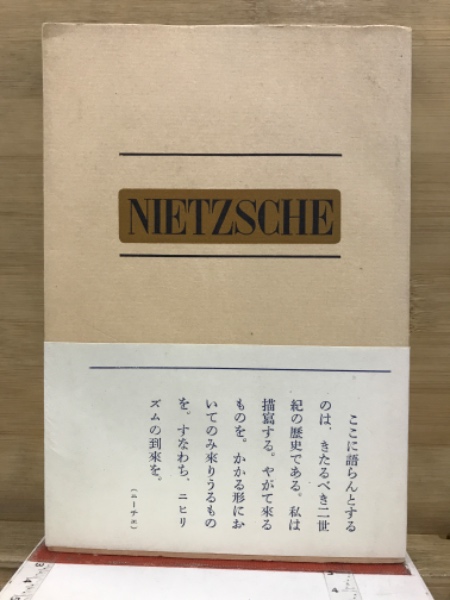 NIETZSCHE
ここに語らんとする
のは、きたるべき二世
紀の歴史である。私は
描寫する。やがて來る
ものを。かかる形にお
いてのみ來りうるもの
を。すなわち、ニヒリ
ズムの到來を。
(ニーチェ)